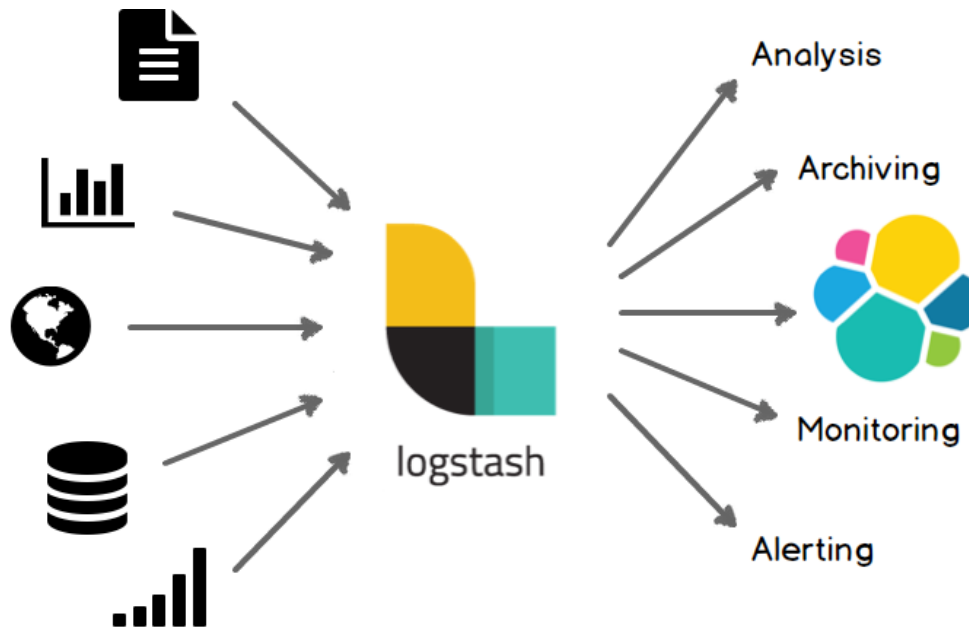 Analysis
Archiving
logstash
Monitoring
Alerting